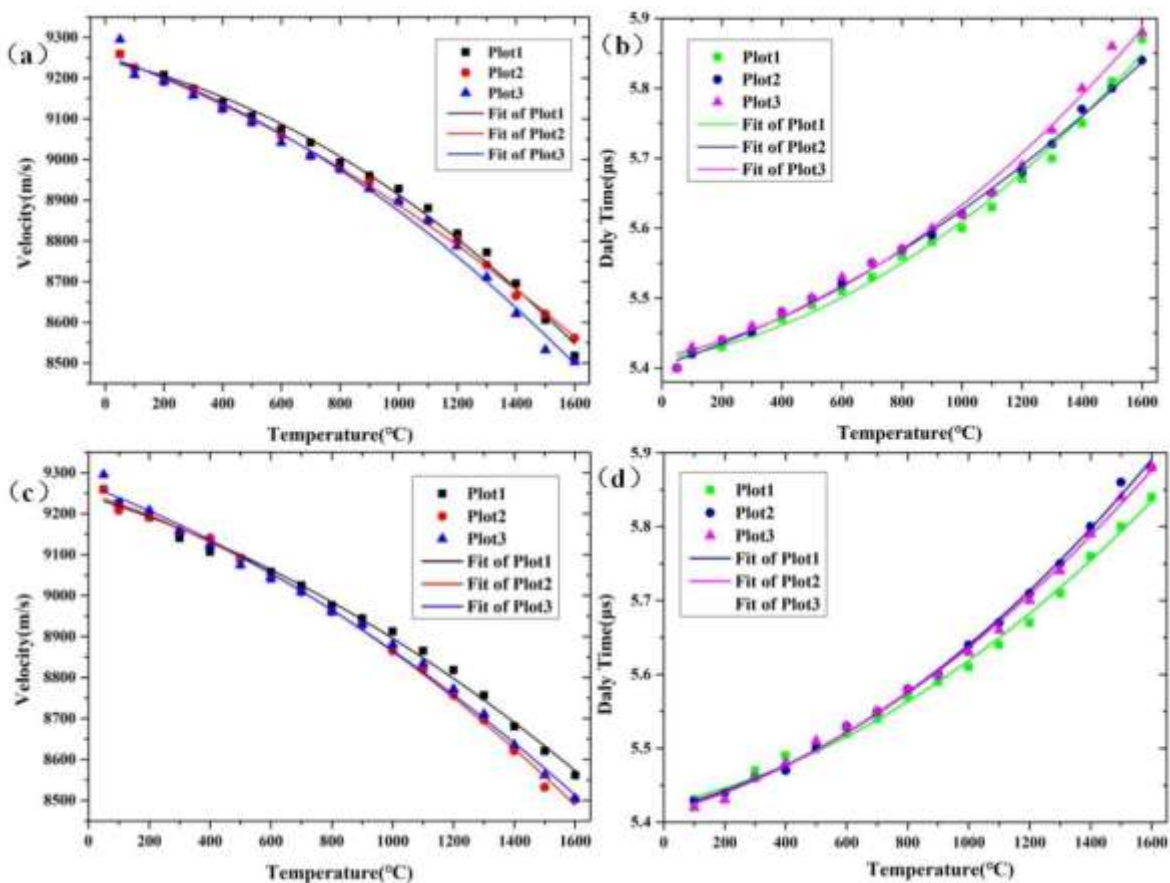 (a)
9300
9200
9100
9000
8900
8800
8700
8600
8500
Velocity(m/s)
Plot1
Plot2
Plot3
Fit of Plot1
Fit of Plot2
Fit of Plot3
0 200 400 600 800 1000 1200 1400 1600
Temperature(°C)
(b)
5.9
5.8
5.7
5.6
5.5
5.4
Daly Time(μs)
Plot1
Plot2
Plot3
Fit of Plot1
Fit of Plot2
Fit of Plot3
0 200 400 600 800 1000 1200 1400 1600
Temperature(°C)
(c)
9300
9200
9100
9000
8900
8800
8700
8600
8500
Velocity(m/s)
Plot1
Plot2
Plot3
Fit of Plot1
Fit of Plot2
Fit of Plot3
0 200 400 600 800 1000 1200 1400 1600
Temperature(°C)
(d)
5.9
5.8
5.7
5.6
5.5
5.4
Daly Time(μs)
Plot1
Plot2
Plot3
Fit of Plot1
Fit of Plot2
Fit of Plot3
0 200 400 600 800 1000 1200 1400 1600
Temperature(°C)